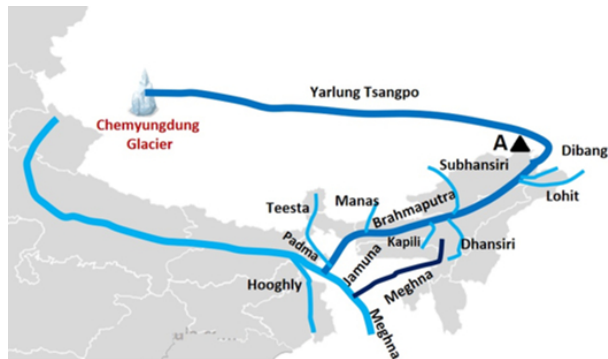 Yarlung Tsangpo
Chemyungdung
Glacier
A
Dibang
Subhansiri
Lohit
Manas
Teesta
Brahmaputra
Kapili
Dhansiri
Padma
Jamuna
Meghna
Hooghly
Meghna